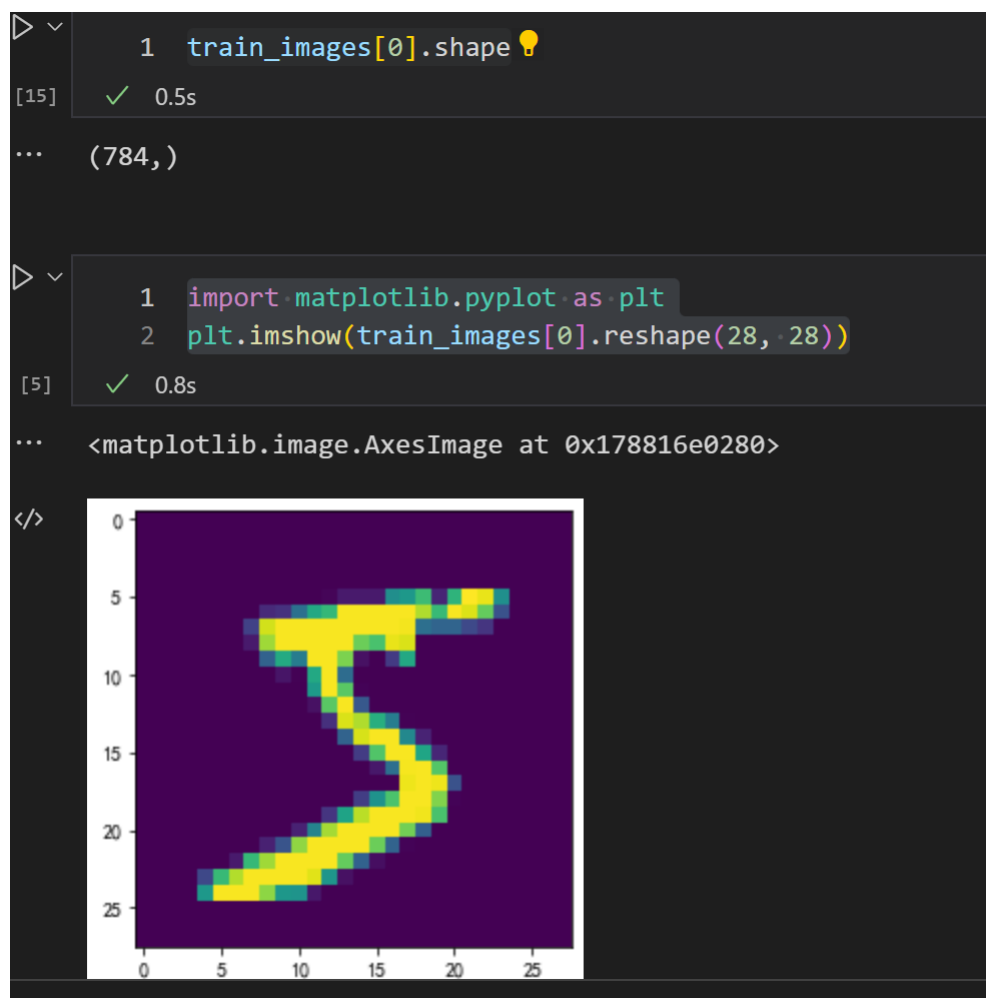 1 train_images[0].shape
[15] 0.5s
... (784,)
1 import matplotlib.pyplot as plt
2 plt.imshow(train_images[0].reshape(28, 28))
[5] 0.8s
... <matplotlib.image.AxesImage at 0x178816e0280>
</>
0
5
10
15
20
25
0 5 10 15 20 25